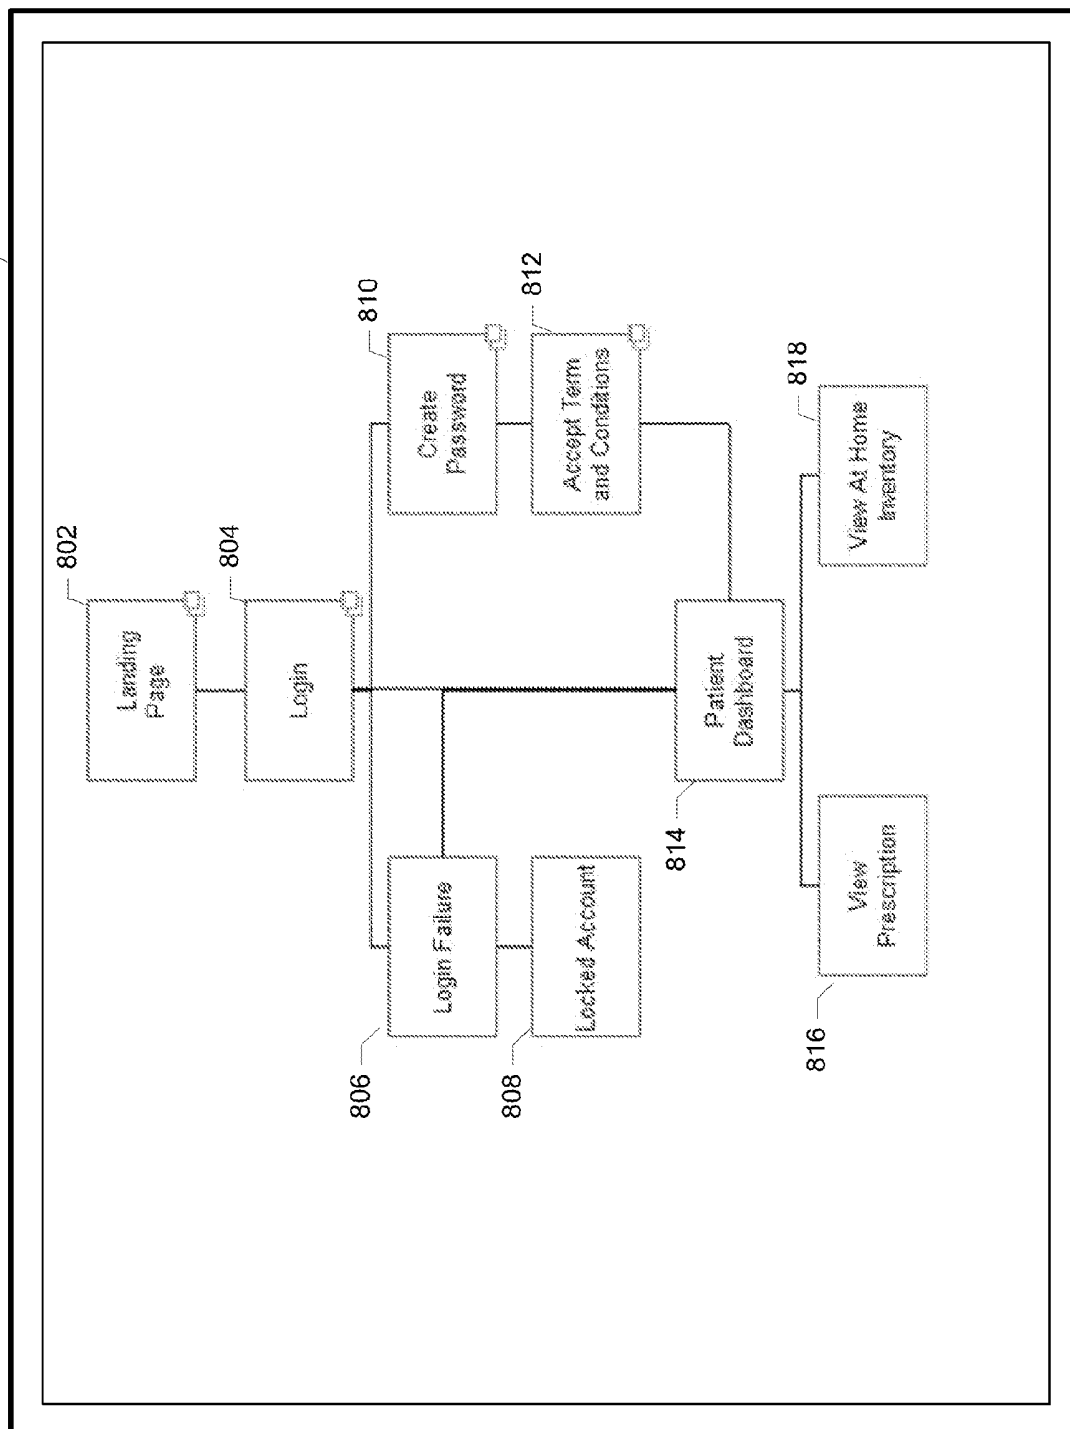 802
Landing
Page
804
Login
806
Login Failure
810
Create
Password
808
Locked Account
812
Accept Term
and Conditions
814
Patient
Dashboard
816
View
Prescription
818
View At Home
Inventory